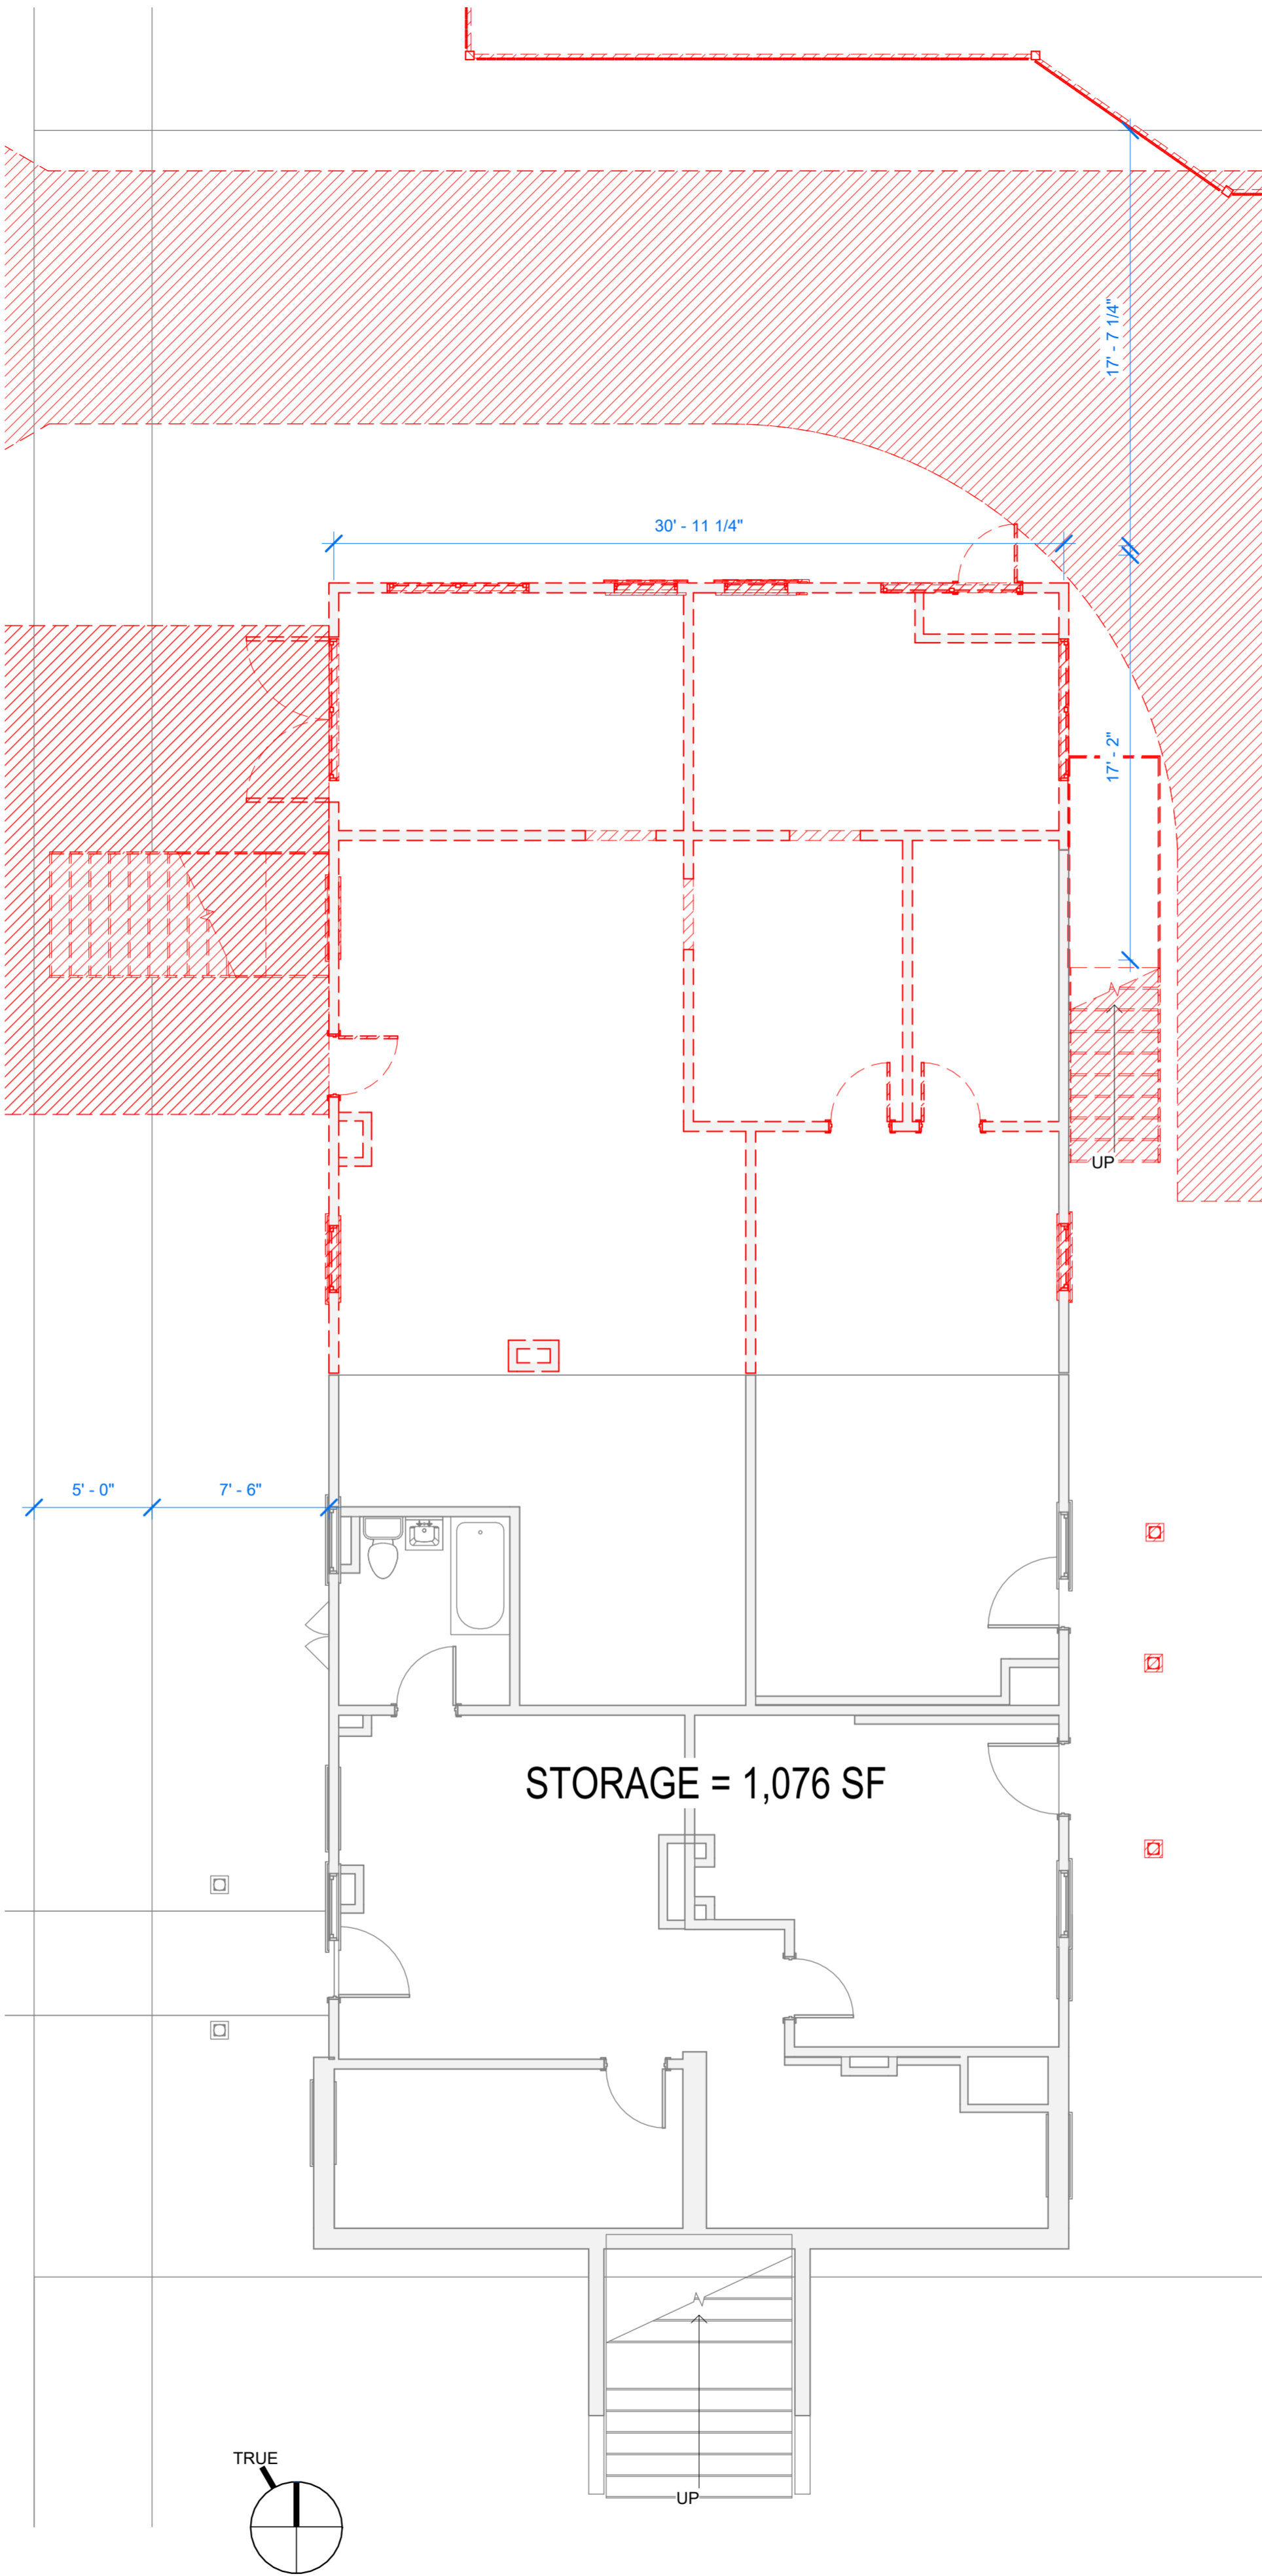 17' - 7 1/4"
30' - 11 1/4"
17' - 2"
UP
5' - 0"
7' - 6"
STORAGE = 1,076 SF
TRUE
UP